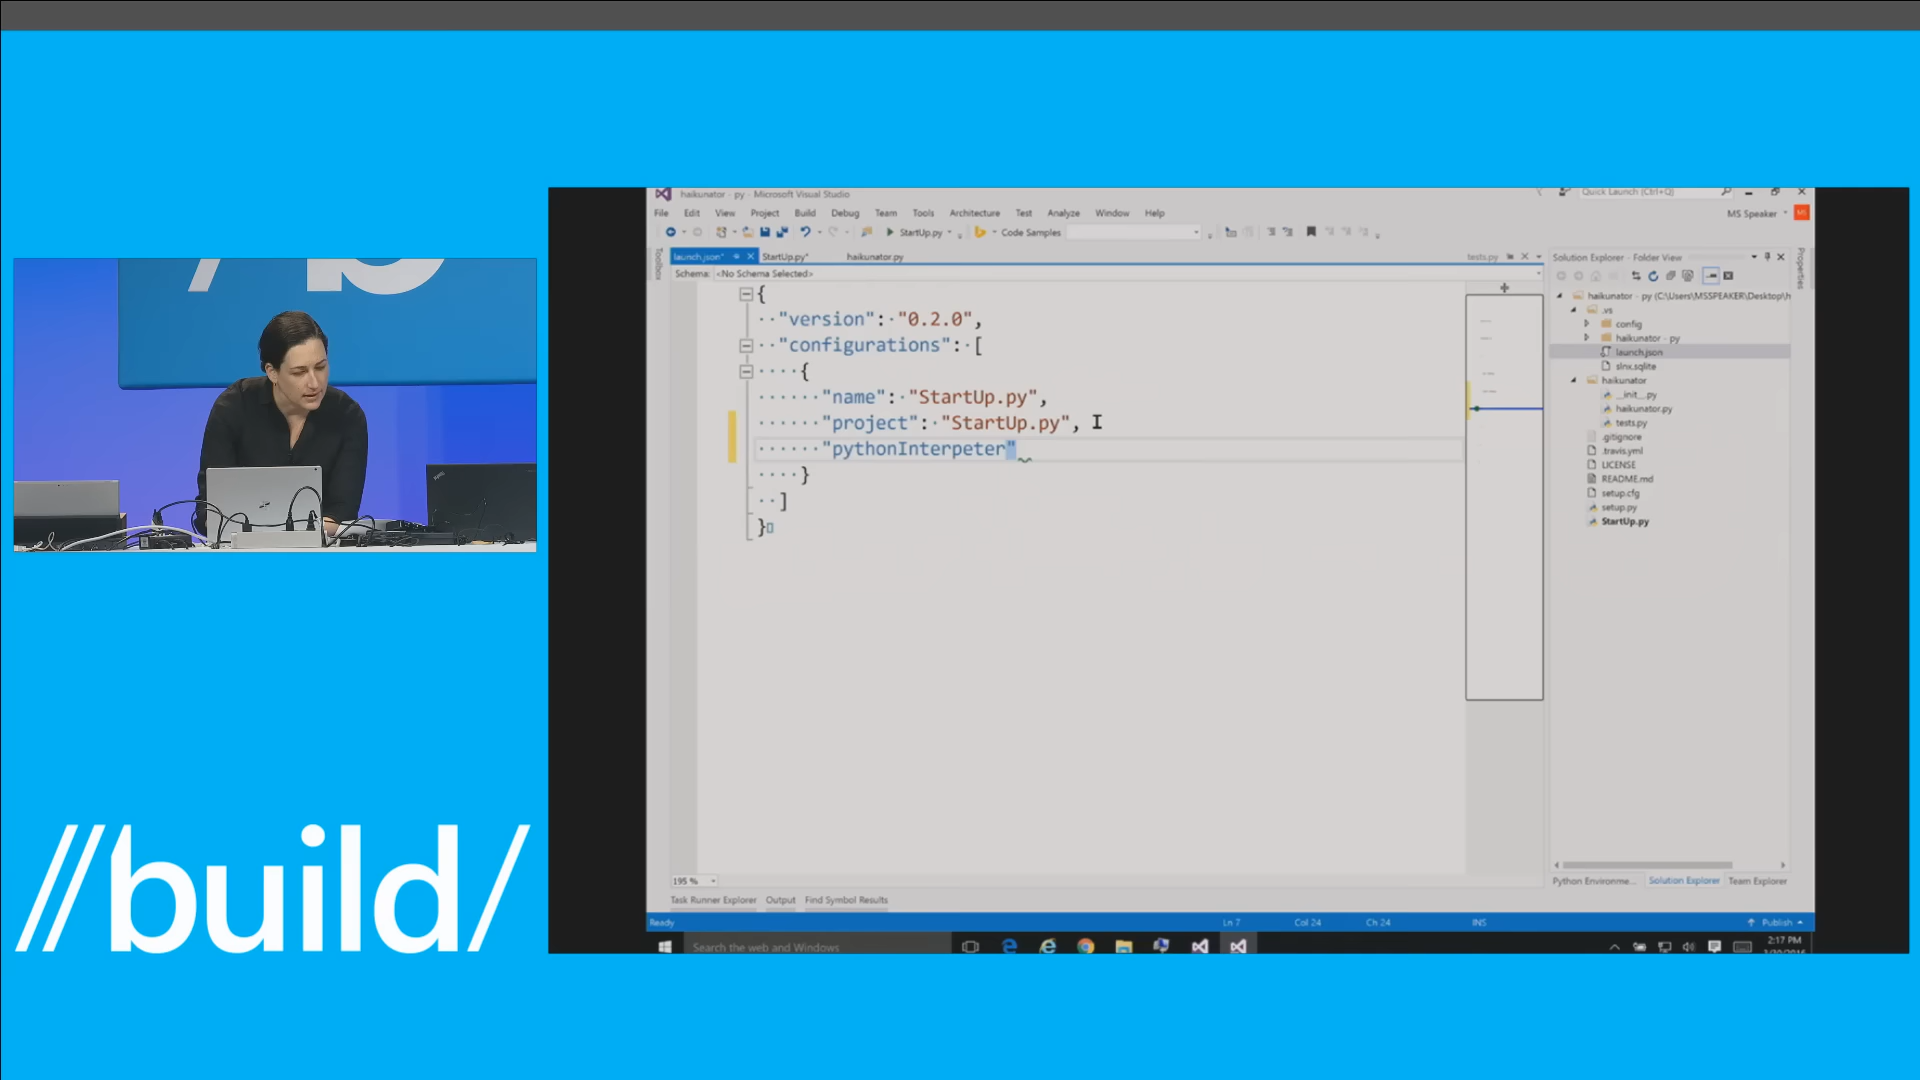 haikunator - py - Microsoft Visual Studio
Quick Launch (Ctrl+Q)
File Edit View Project Build Debug Team Tools Architecture Test Analyze Window Help
MS Speaker
StartUp.py
Code Samples
launch.json*
StartUp.py*
haikunator.py
tests.py
Schema: <No Schema Selected>
{
"version": "0.2.0",
"configurations": [
{
"name": "StartUp.py",
"project": "StartUp.py",
"pythonInterpeter"
}
]
}
195 %
Task Runner Explorer Output Find Symbol Results
Toolbox
Properties
Solution Explorer - Folder View
haikunator - py (C:\Users\MSSPEAKER\Desktop\h
.vs
config
haikunator - py
launch.json
slnx.sqlite
haikunator
__init__.py
haikunator.py
tests.py
.gitignore
.travis.yml
LICENSE
README.md
setup.cfg
setup.py
StartUp.py
Python Environme... Solution Explorer Team Explorer
Ready
Ln 7
Col 24
Ch 24
INS
Publish
Search the web and Windows
2:17 PM
//build/